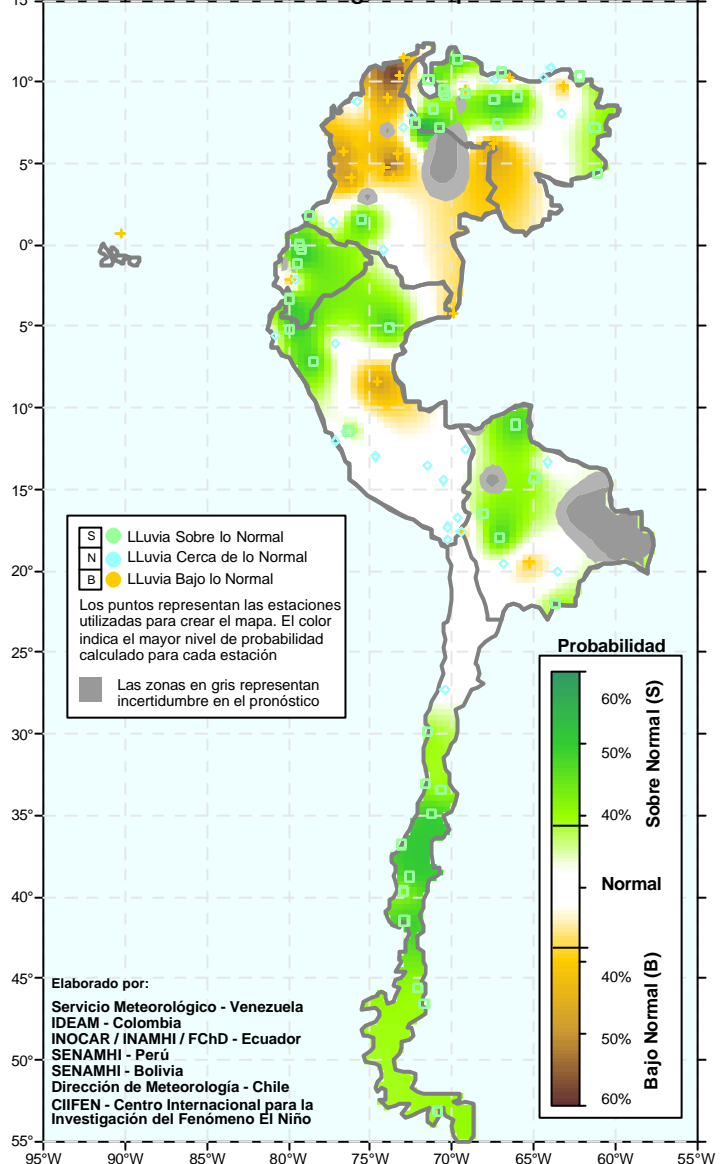 15°
10°
5°
0°
5°
10°
15°
20°
25°
30°
35°
40°
45°
50°
55°
95°W
90°W
85°W
80°W
75°W
70°W
65°W
60°W
55°W
S LLuvia Sobre lo Normal
N LLuvia Cerca de lo Normal
B LLuvia Bajo lo Normal
Los puntos representan las estaciones
utilizadas para crear el mapa. El color
indica el mayor nivel de probabilidad
calculado para cada estación
Las zonas en gris representan
incertidumbre en el pronóstico
Probabilidad
60%
50%
40%
Sobre Normal (S)
Normal
40%
50%
60%
Bajo Normal (B)
Elaborado por:
Servicio Meteorológico - Venezuela
IDEAM - Colombia
INOCAR / INAMHI / FChD - Ecuador
SENAMHI - Perú
SENAMHI - Bolivia
Dirección de Meteorología - Chile
CIIFEN - Centro Internacional para la
Investigación del Fenómeno El Niño